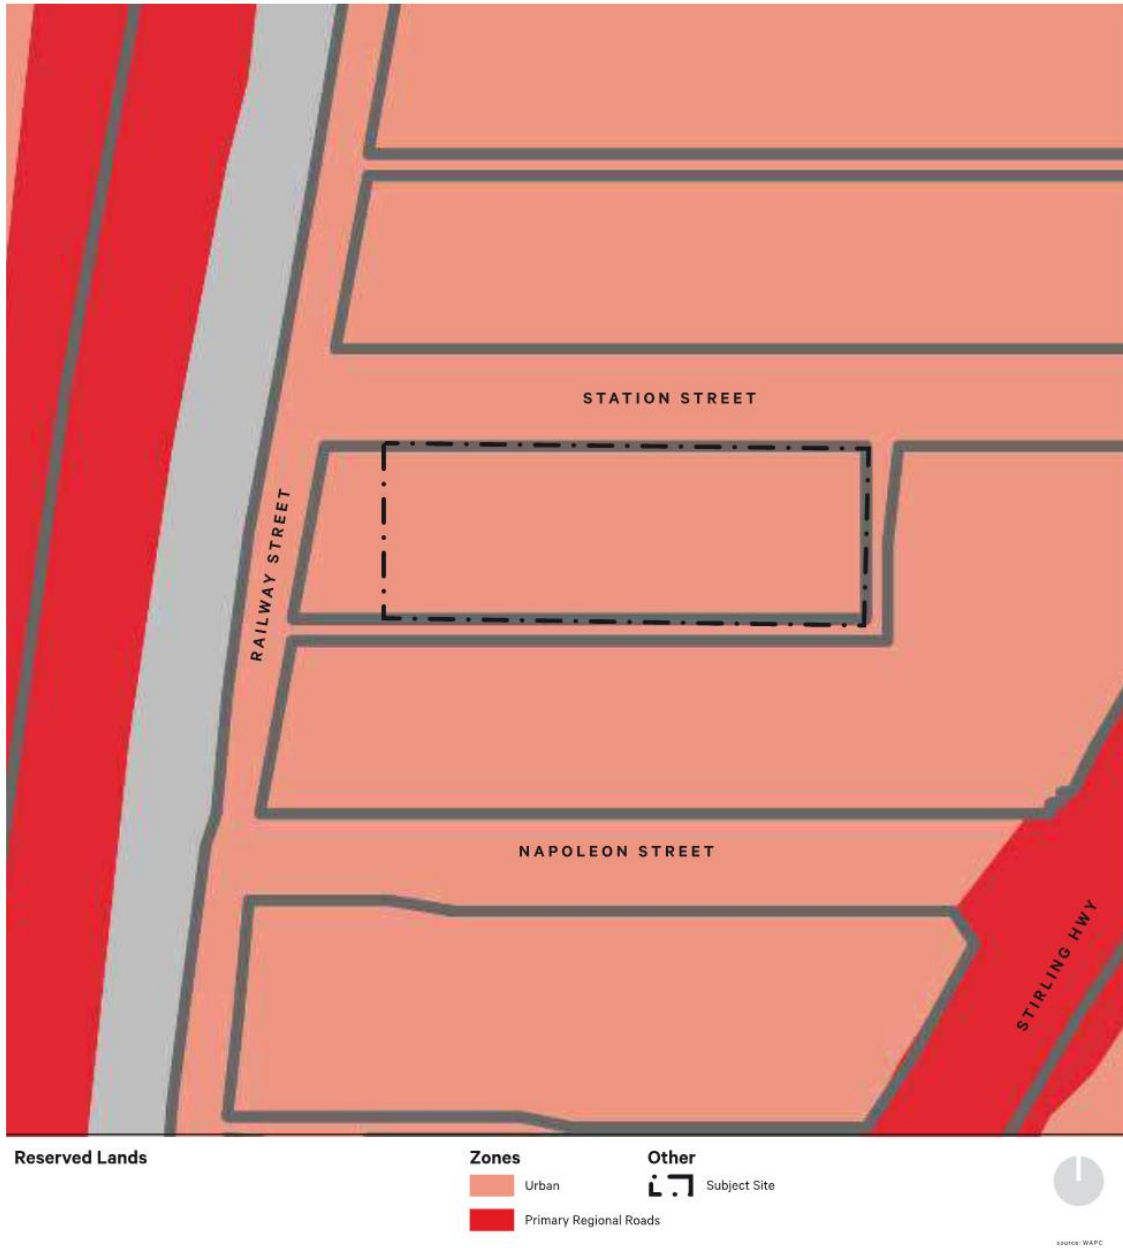 STATION STREET
RAILWAY STREET
NAPOLEON STREET
STIRLING HWY
Reserved Lands
Zones
Urban
Primary Regional Roads
Other
Subject Site
source: WAPC